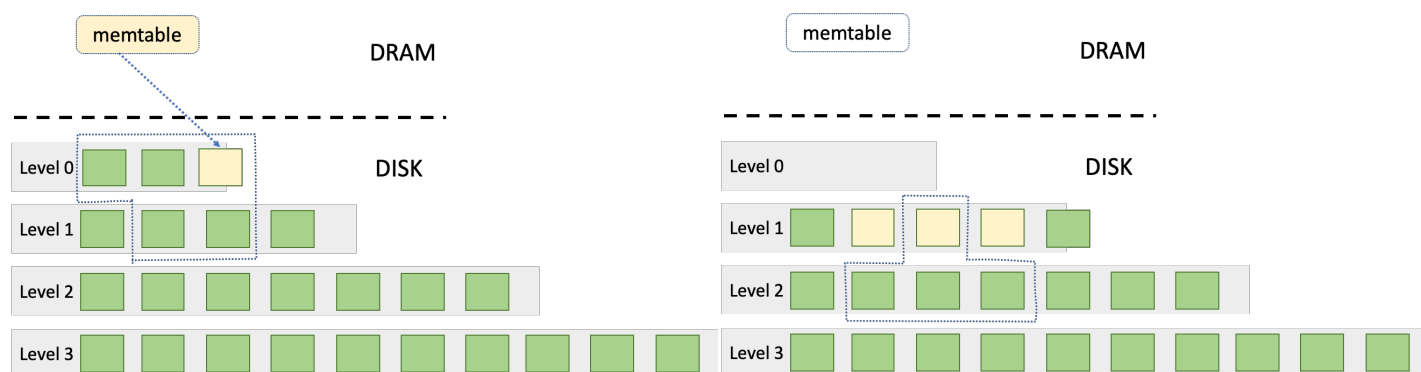 memtable
DRAM
DISK
Level 0
Level 1
Level 2
Level 3
memtable
DRAM
DISK
Level 0
Level 1
Level 2
Level 3